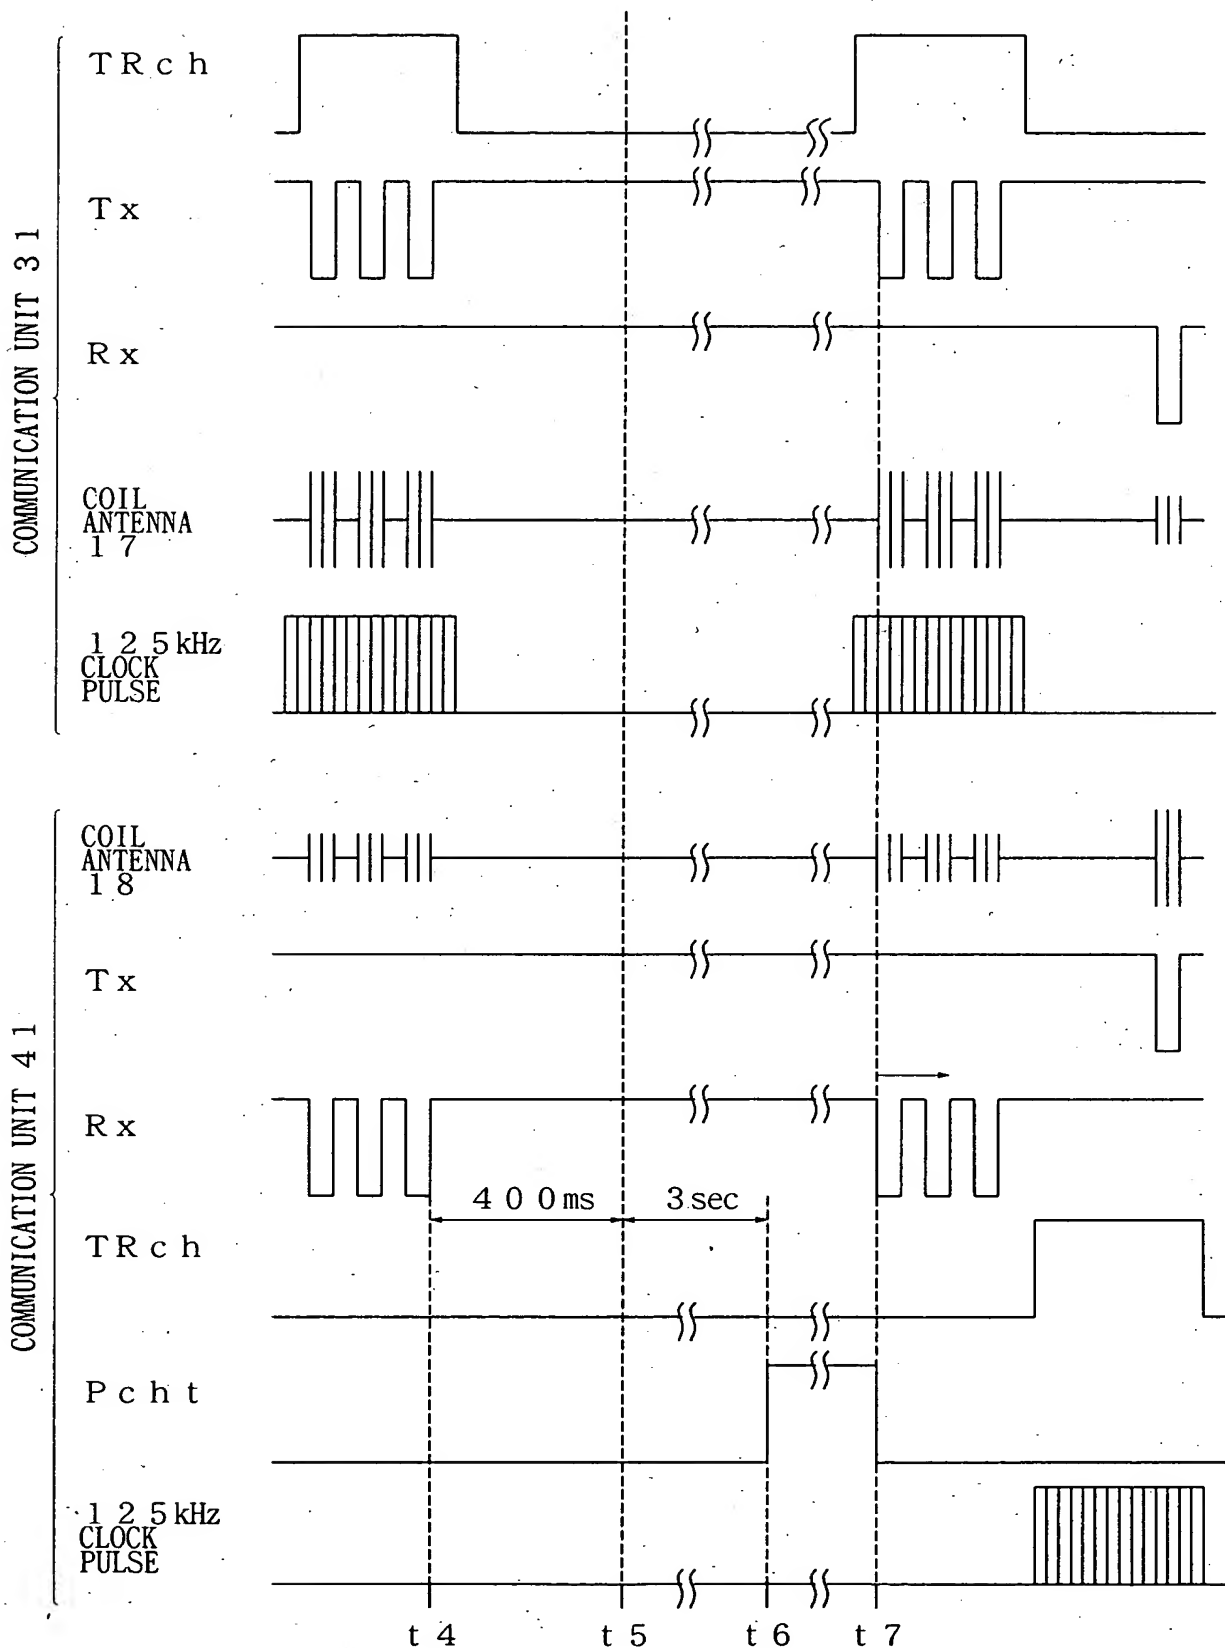 COMMUNICATION UNIT 31
TRch
Tx
Rx
COIL
ANTENNA
17
125kHz
CLOCK
PULSE
COMMUNICATION UNIT 41
COIL
ANTENNA
18
Tx
Rx
400ms
3sec
TRch
Pcht
125kHz
CLOCK
PULSE
t4
t5
t6
t7